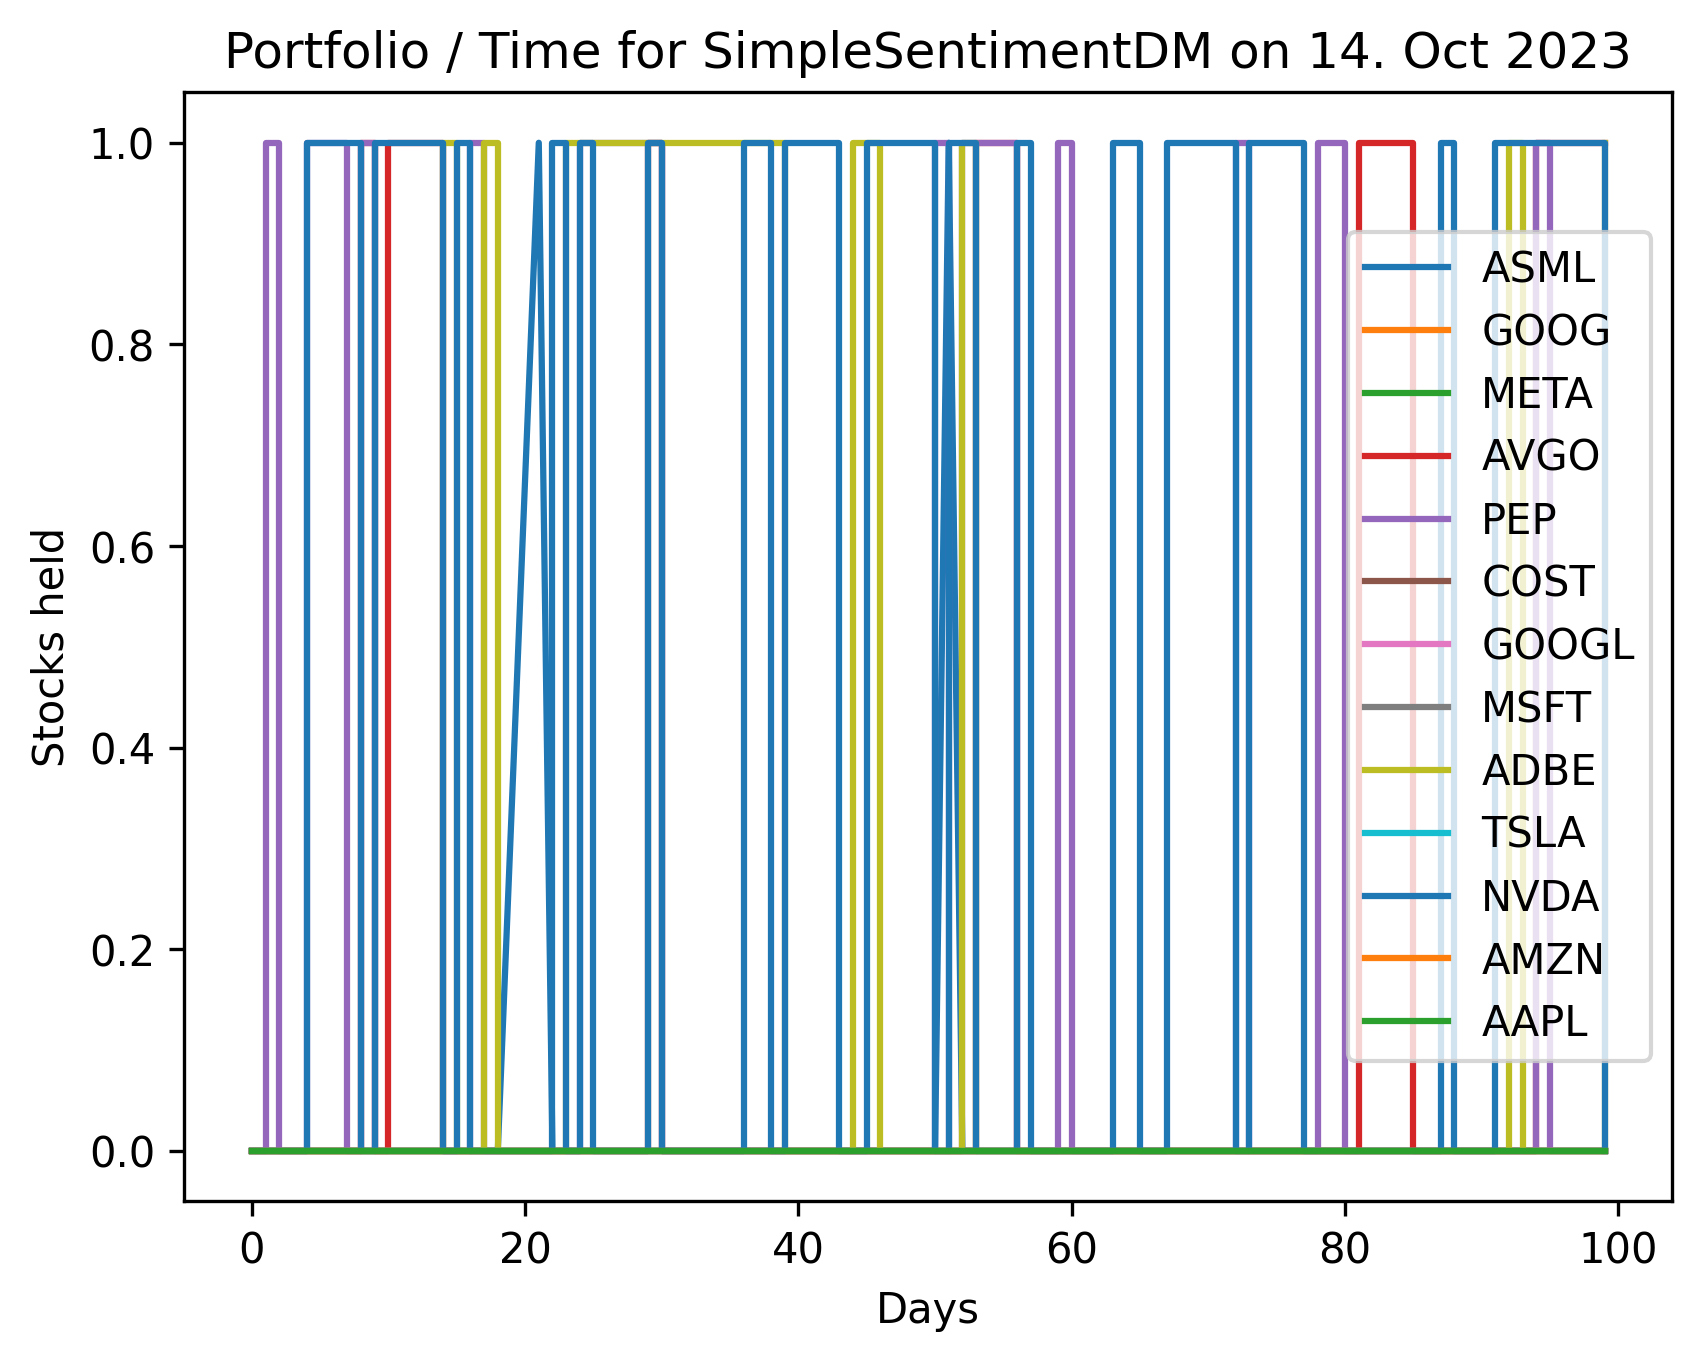 Portfolio / Time for SimpleSentimentDM on 14. Oct 2023
1.0
0.8
0.6
0.4
0.2
0.0
Stocks held
ASML
GOOG
META
AVGO
PEP
COST
GOOGL
MSFT
ADBE
TSLA
NVDA
AMZN
AAPL
0 20 40 60 80 100
Days